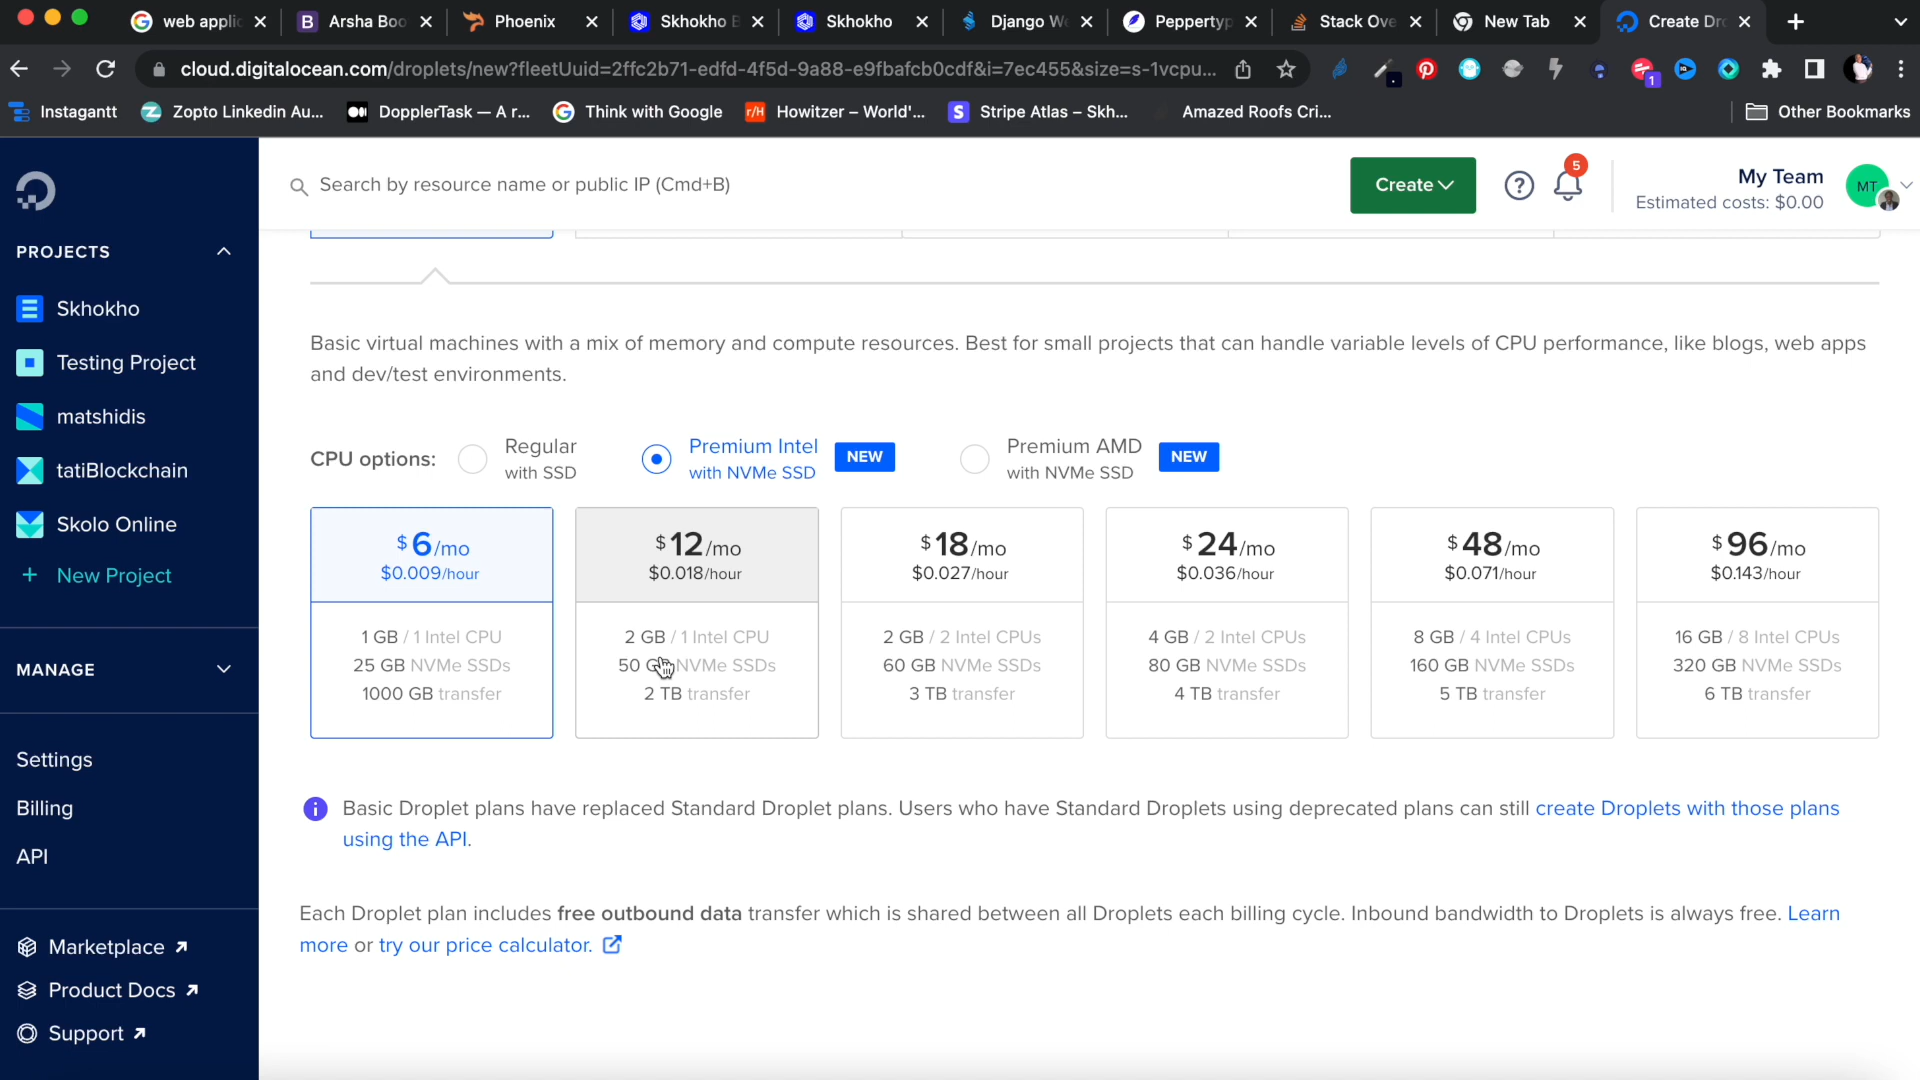 web applic
Arsha Boo
Phoenix
Skhokho B
Skhokho
Django We
Peppertyp
Stack Ove
New Tab
Create Dro
cloud.digitalocean.com/droplets/new?fleetUuid=2ffc2b71-edfd-4f5d-9a88-e9fbafcb0cdf&i=7ec455&size=s-1vcpu...
1
Instagantt
Zopto Linkedin Au...
DopplerTask — A r...
G Think with Google
r/H Howitzer – World'...
S Stripe Atlas – Skh...
Amazed Roofs Cri...
Other Bookmarks
Search by resource name or public IP (Cmd+B)
Create
5
My Team
Estimated costs: $0.00
MT
PROJECTS
Skhokho
Testing Project
matshidis
tatiBlockchain
Skolo Online
+ New Project
MANAGE
Settings
Billing
API
Marketplace
Product Docs
Support
Basic virtual machines with a mix of memory and compute resources. Best for small projects that can handle variable levels of CPU performance, like blogs, web apps
and dev/test environments.
CPU options:
Regular
with SSD
Premium Intel
with NVMe SSD
NEW
Premium AMD
with NVMe SSD
NEW
$6/mo
$0.009/hour
1 GB / 1 Intel CPU
25 GB NVMe SSDs
1000 GB transfer
$12/mo
$0.018/hour
2 GB / 1 Intel CPU
50 GB NVMe SSDs
2 TB transfer
$18/mo
$0.027/hour
2 GB / 2 Intel CPUs
60 GB NVMe SSDs
3 TB transfer
$24/mo
$0.036/hour
4 GB / 2 Intel CPUs
80 GB NVMe SSDs
4 TB transfer
$48/mo
$0.071/hour
8 GB / 4 Intel CPUs
160 GB NVMe SSDs
5 TB transfer
$96/mo
$0.143/hour
16 GB / 8 Intel CPUs
320 GB NVMe SSDs
6 TB transfer
Basic Droplet plans have replaced Standard Droplet plans. Users who have Standard Droplets using deprecated plans can still create Droplets with those plans
using the API.
Each Droplet plan includes free outbound data transfer which is shared between all Droplets each billing cycle. Inbound bandwidth to Droplets is always free. Learn
more or try our price calculator.